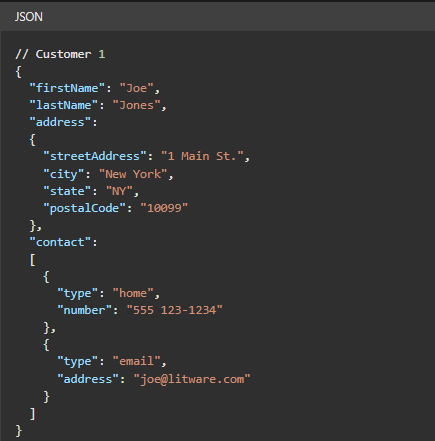 JSON
// Customer 1
{
  "firstName": "Joe",
  "lastName": "Jones",
  "address":
  {
    "streetAddress": "1 Main St.",
    "city": "New York",
    "state": "NY",
    "postalCode": "10099"
  },
  "contact":
  [
    {
      "type": "home",
      "number": "555 123-1234"
    },
    {
      "type": "email",
      "address": "joe@litware.com"
    }
  ]
}